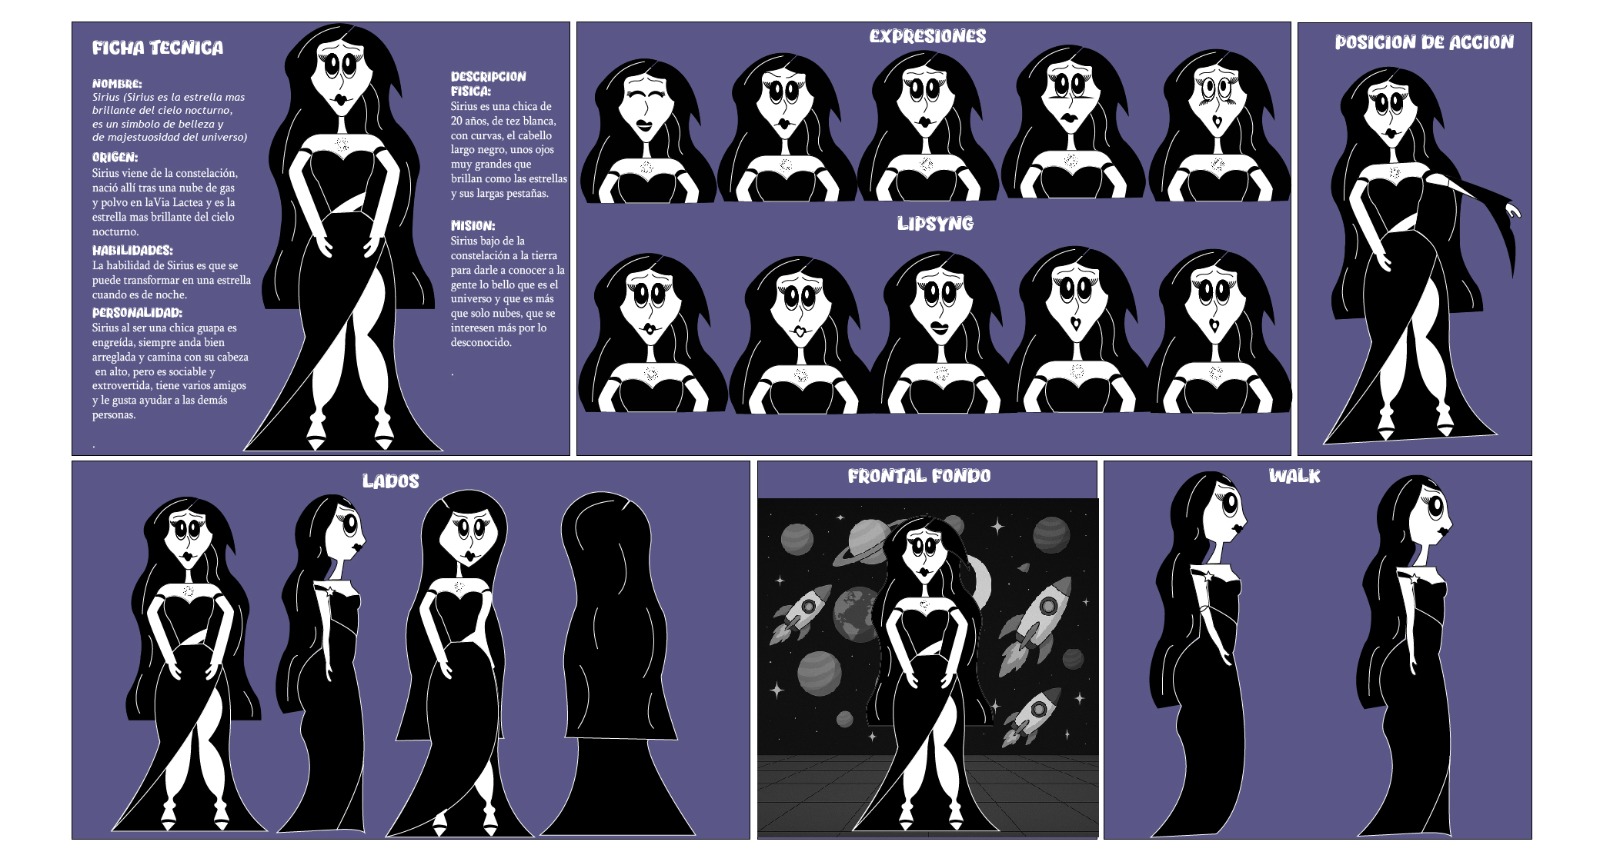 FICHA TECNICA
NOMBRE:
Sirius (Sirius es la estrella mas
brillante del cielo nocturno,
es un simbolo de belleza y
de majestuosidad del universo)
ORIGEN:
Sirius viene de la constelación,
nació allí tras una nube de gas
y polvo en laVia Lactea y es la
estrella mas brillante del cielo
nocturno.
HABILIDADES:
La habilidad de Sirius es que se
puede transformar en una estrella
cuando es de noche.
PERSONALIDAD:
Sirius al ser una chica guapa es
engreída, siempre anda bien
arreglada y camina con su cabeza
en alto, pero es sociable y
extrovertida, tiene varios amigos
y le gusta ayudar a las demás
personas.
.
DESCRIPCION
FISICA:
Sirius es una chica de
20 años, de tez blanca,
con curvas, el cabello
largo negro, unos ojos
muy grandes que
brillan como las estrellas
y sus largas pestañas.
MISION:
Sirius bajo de la
constelación a la tierra
para darle a conocer a la
gente lo bello que es el
universo y que es más
que solo nubes, que se
interesen más por lo
desconocido.
.
EXPRESIONES
LIPSYNG
POSICION DE ACCION
LADOS
FRONTAL FONDO
WALK